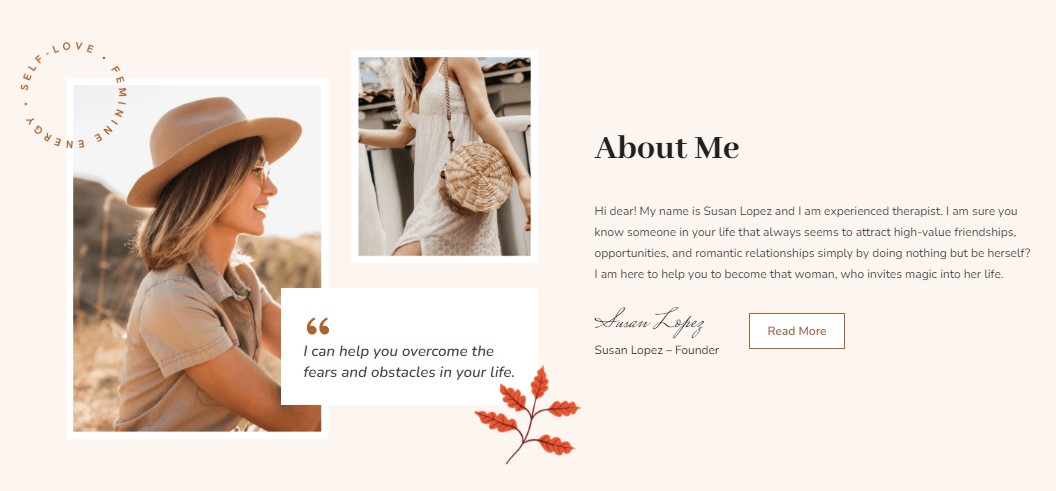 SELF-LOVE • FEMININE ENERGY •
“
I can help you overcome the
fears and obstacles in your life.
About Me
Hi dear! My name is Susan Lopez and I am experienced therapist. I am sure you
know someone in your life that always seems to attract high-value friendships,
opportunities, and romantic relationships simply by doing nothing but be herself?
I am here to help you to become that woman, who invites magic into her life.
Susan Lopez
Susan Lopez – Founder
Read More